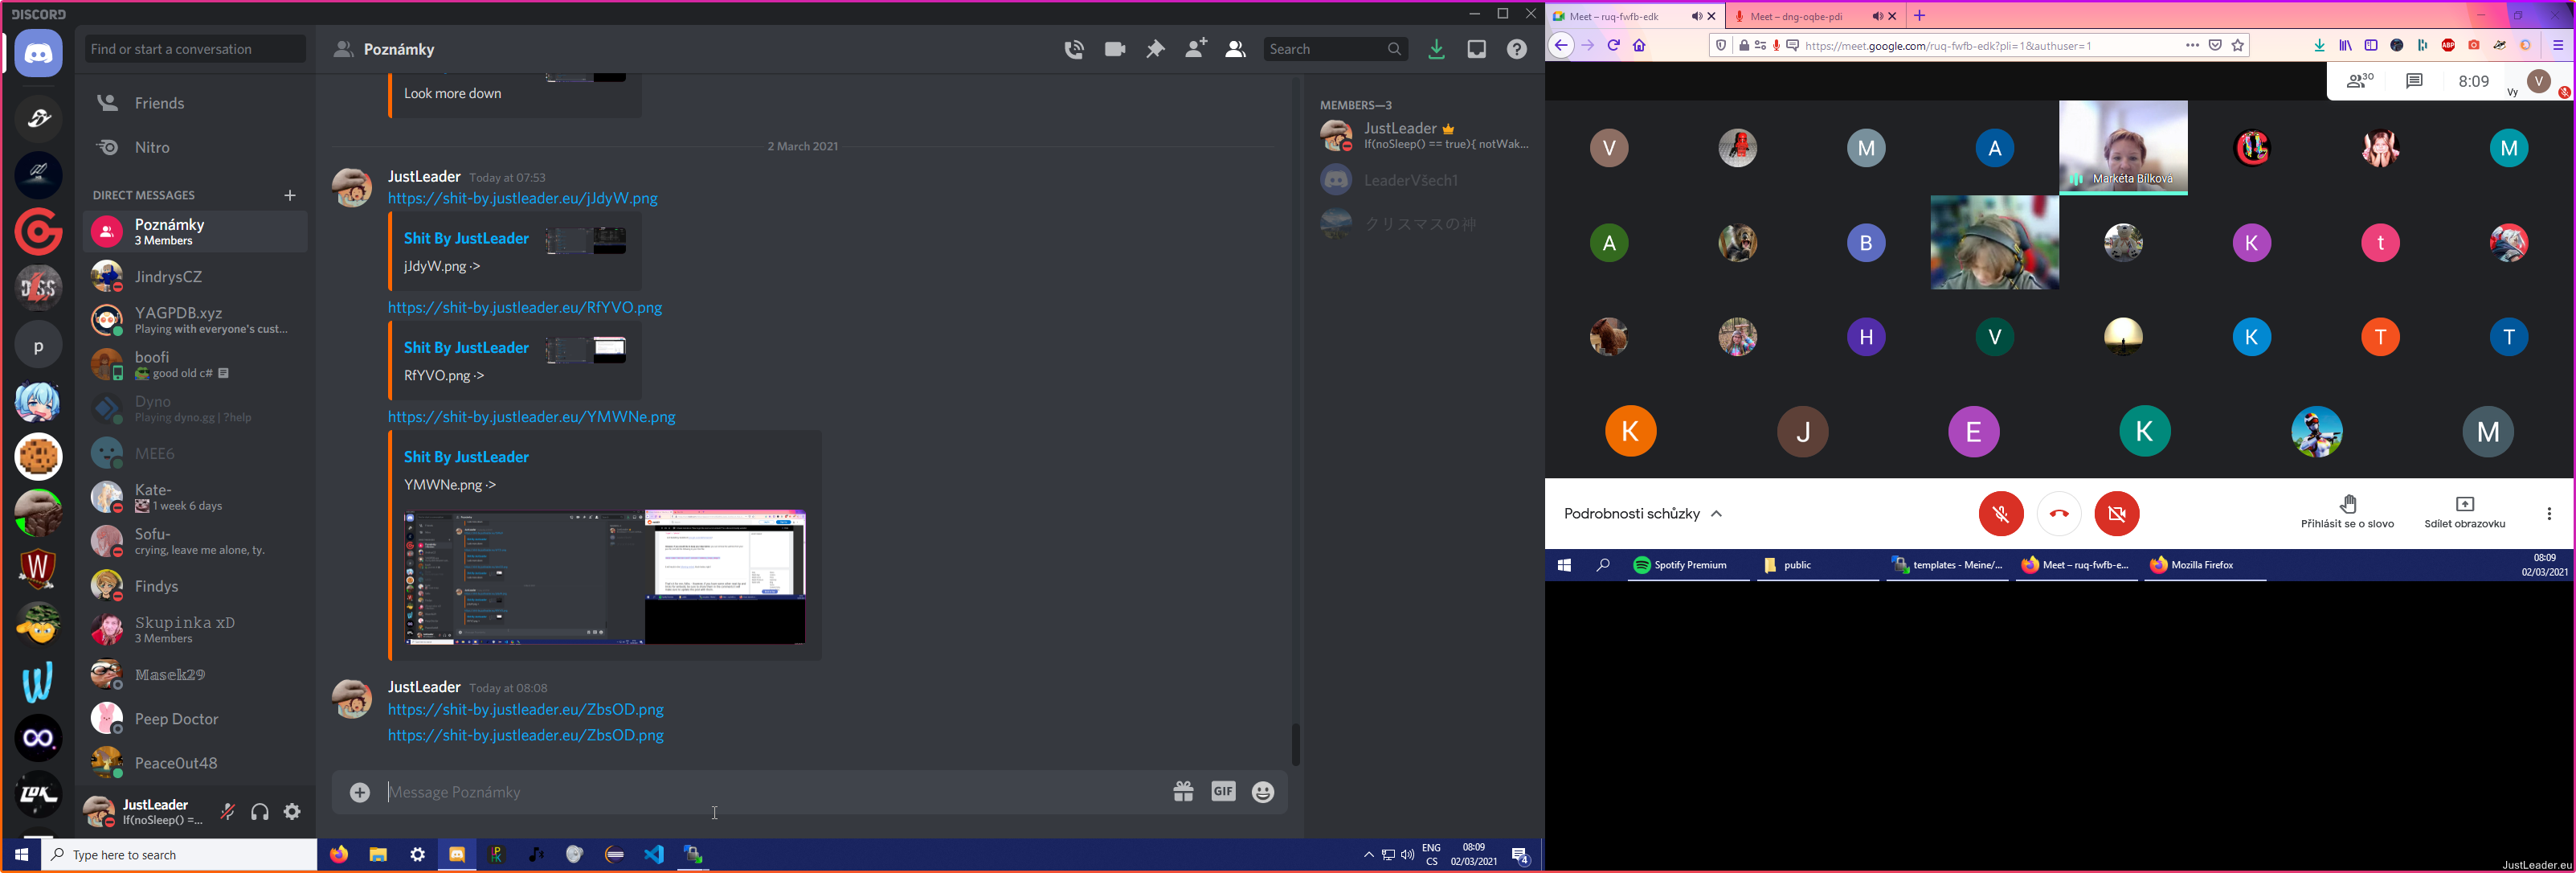 DISCORD
Find or start a conversation
Friends
Nitro
DIRECT MESSAGES
Poznámky
3 Members
JindrysCZ
YAGPDB.xyz
Playing with everyone's cust...
boofi
good old c#
Dyno
Playing dyno.gg | ?help
MEE6
Kate-
1 week 6 days
Sofu-
crying, leave me alone, ty.
Findys
Skupinka xD
3 Members
Masek29
Peep Doctor
Peace0ut48
JustLeader
If(noSleep() =...
p
Poznámky
Search
Look more down
2 March 2021
JustLeader Today at 07:53
https://shit-by.justleader.eu/jJdyW.png
Shit By JustLeader
jJdyW.png ->
https://shit-by.justleader.eu/RfYVO.png
Shit By JustLeader
RfYVO.png ->
https://shit-by.justleader.eu/YMWNe.png
Shit By JustLeader
YMWNe.png ->
JustLeader Today at 08:08
https://shit-by.justleader.eu/ZbsOD.png
https://shit-by.justleader.eu/ZbsOD.png
Message Poznámky
GIF
MEMBERS—3
JustLeader
If(noSleep() == true){ notWak...
LeaderVšech1
クリスマスの神
Type here to search
ENG
CS
08:09
02/03/2021
4
Meet – ruq-fwfb-edk
Meet – dng-oqbe-pdi
https://meet.google.com/ruq-fwfb-edk?pli=1&authuser=1
ABP
30
8:09
Vy
V
V M A M
Markéta Bílková
A B K t
H V K T T
K J E K M
Podrobnosti schůzky
Přihlásit se o slovo
Sdílet obrazovku
Spotify Premium
public
templates - Meine/...
Meet – ruq-fwfb-e...
Mozilla Firefox
08:09
02/03/2021
JustLeader.eu